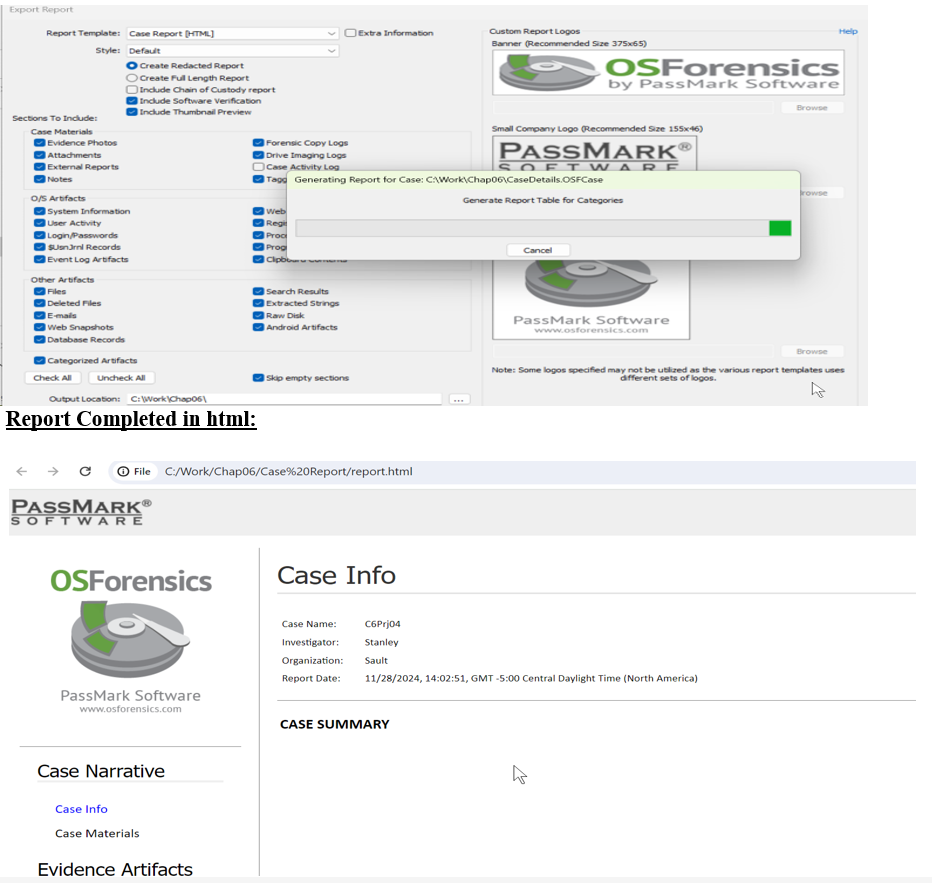 Export Report
Report Template: Case Report [HTML] Extra Information
Style: Default
Create Redacted Report
Create Full Length Report
Include Chain of Custody report
Include Software Verification
Include Thumbnail Preview
Sections To Include:
Case Materials
Evidence Photos Forensic Copy Logs
Attachments Drive Imaging Logs
External Reports Case Activity Log
Notes
O/S Artifacts
System Information Web
User Activity
Login/Passwords
$UsnJrnl Records
Event Log Artifacts Clipboard Contents
Other Artifacts
Files Search Results
Deleted Files Extracted Strings
E-mails Raw Disk
Web Snapshots Android Artifacts
Database Records
Categorized Artifacts
Check All Uncheck All Skip empty sections
Output Location: C:\Work\Chap06\ ...
Custom Report Logos Help
Banner (Recommended Size 375x65)
OSForensics
by PassMark Software
Browse
Small Company Logo (Recommended Size 155x46)
PASSMARK®
SOFTWARE
Generating Report for Case: C:\Work\Chap06\CaseDetails.OSFCase
Generate Report Table for Categories
Cancel
PassMark Software
www.osforensics.com
Browse
Note: Some logos specified may not be utilized as the various report templates uses
different sets of logos.
Report Completed in html:
File C:/Work/Chap06/Case%20Report/report.html
PASSMARK®
SOFTWARE
OSForensics
PassMark Software
www.osforensics.com
Case Narrative
Case Info
Case Materials
Evidence Artifacts
Case Info
Case Name: C6Prj04
Investigator: Stanley
Organization: Sault
Report Date: 11/28/2024, 14:02:51, GMT -5:00 Central Daylight Time (North America)
CASE SUMMARY